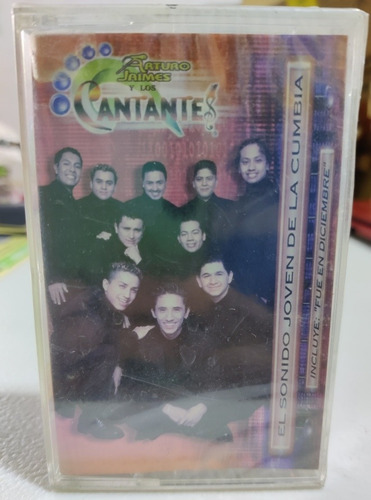 ARTURO
JAIMES
Y LOS
CANTANTES
EL SONIDO JOVEN DE LA CUMBIA
INCLUYE: "FUE EN DICIEMBRE"